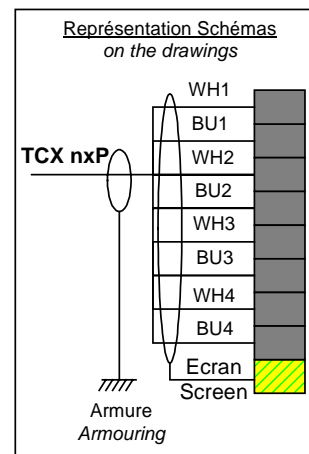 Représentation Schémas
on the drawings
WH1
BU1
TCX nxP
WH2
BU2
WH3
BU3
WH4
BU4
Ecran
Screen
Armure
Armouring